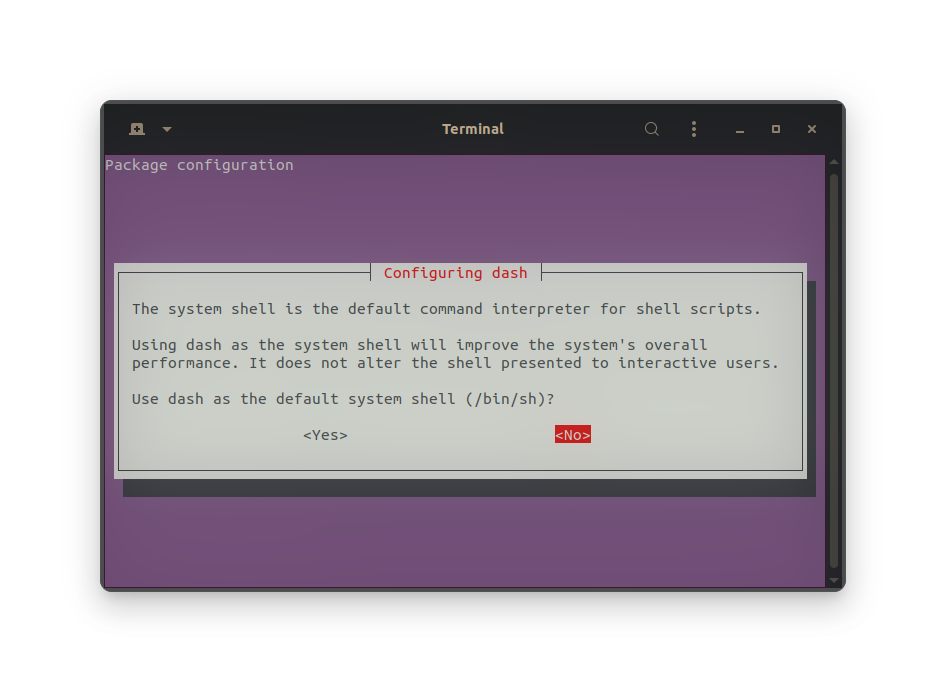 Terminal
Package configuration
Configuring dash
The system shell is the default command interpreter for shell scripts.
Using dash as the system shell will improve the system's overall
performance. It does not alter the shell presented to interactive users.
Use dash as the default system shell (/bin/sh)?
<Yes> <No>